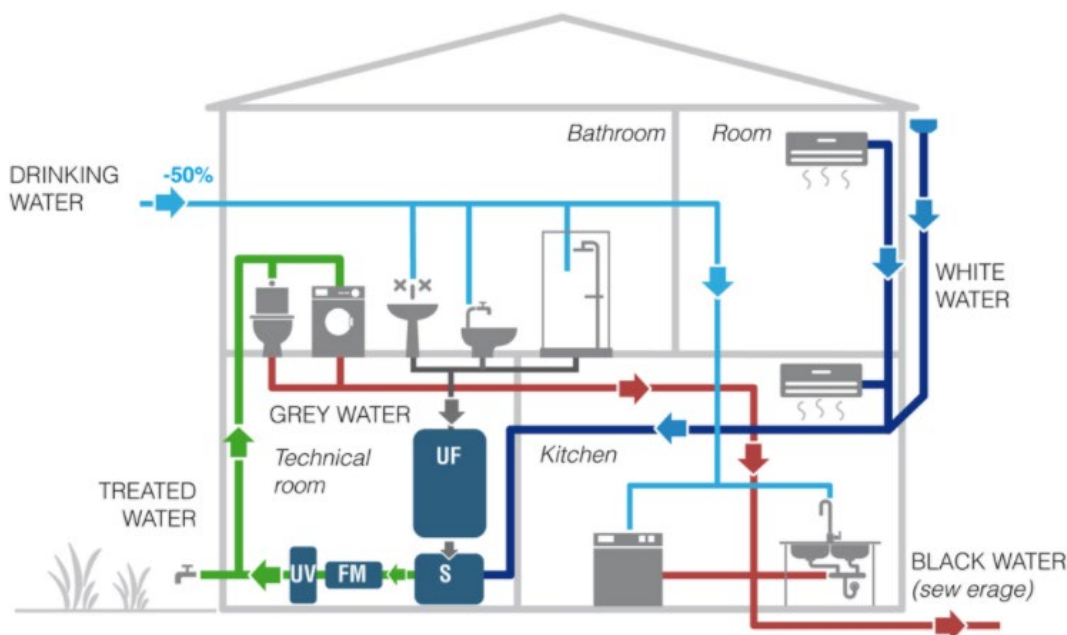 Bathroom
Room
DRINKING
WATER
-50%
WHITE
WATER
GREY WATER
UF
Technical
room
Kitchen
TREATED
WATER
UV
FM
S
BLACK WATER
(sew erage)